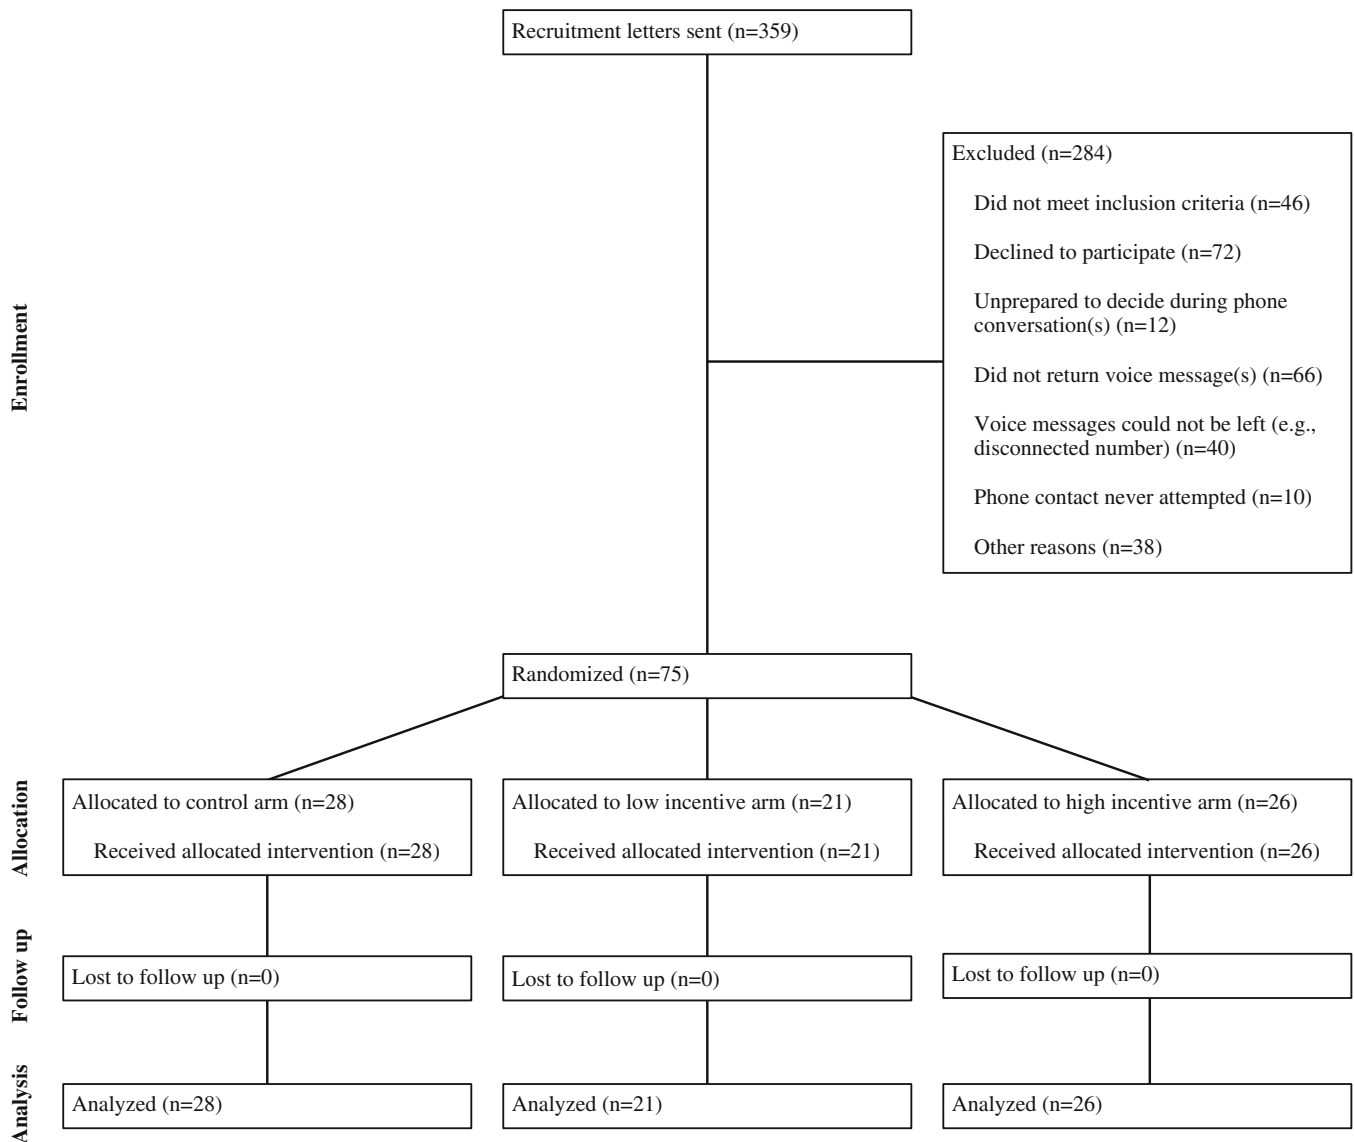 Recruitment letters sent (n=359)
Enrollment
Excluded (n=284)
Did not meet inclusion criteria (n=46)
Declined to participate (n=72)
Unprepared to decide during phone
conversation(s) (n=12)
Did not return voice message(s) (n=66)
Voice messages could not be left (e.g.,
disconnected number) (n=40)
Phone contact never attempted (n=10)
Other reasons (n=38)
Randomized (n=75)
Allocation
Allocated to control arm (n=28)
Received allocated intervention (n=28)
Allocated to low incentive arm (n=21)
Received allocated intervention (n=21)
Allocated to high incentive arm (n=26)
Received allocated intervention (n=26)
Follow up
Lost to follow up (n=0)
Lost to follow up (n=0)
Lost to follow up (n=0)
Analysis
Analyzed (n=28)
Analyzed (n=21)
Analyzed (n=26)